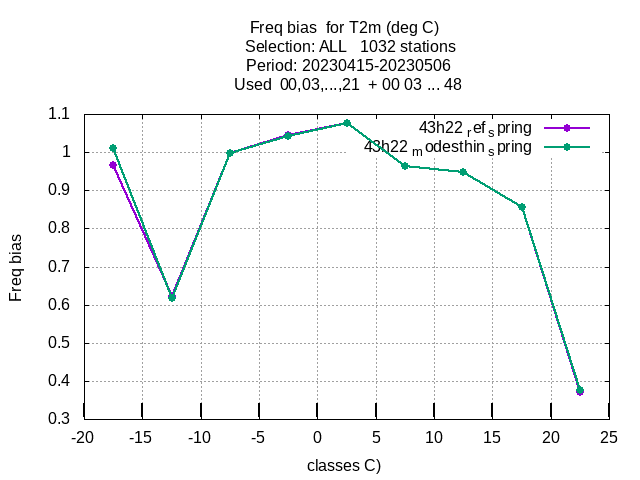 Freq bias  for T2m (deg C)
Selection: ALL   1032 stations
Period: 20230415-20230506
Used  00,03,...,21  + 00 03 ... 48
1.1
1
0.9
0.8
0.7
0.6
0.5
0.4
0.3
Freq bias
43h22 ref spring
43h22 modesthin spring
-20 -15 -10 -5 0 5 10 15 20 25
classes C)